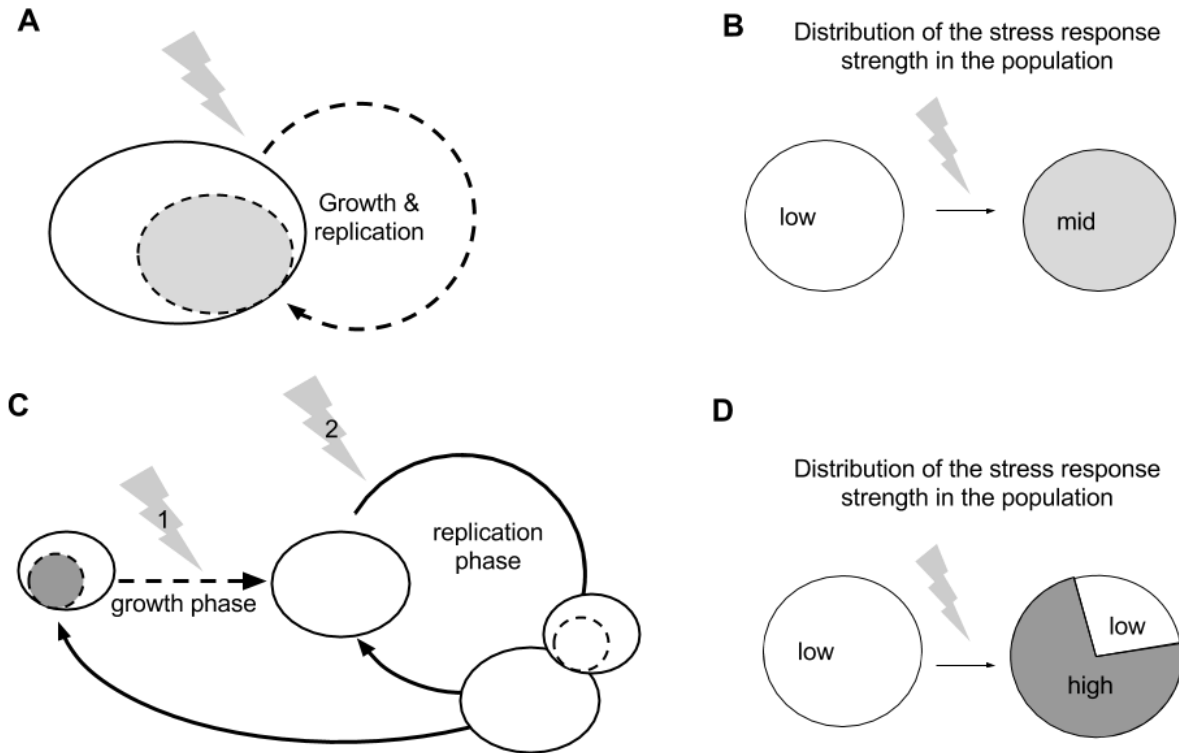 A
Growth &
replication
B
Distribution of the stress response
strength in the population
low
mid
C
1
growth phase
2
replication
phase
D
Distribution of the stress response
strength in the population
low
low
high